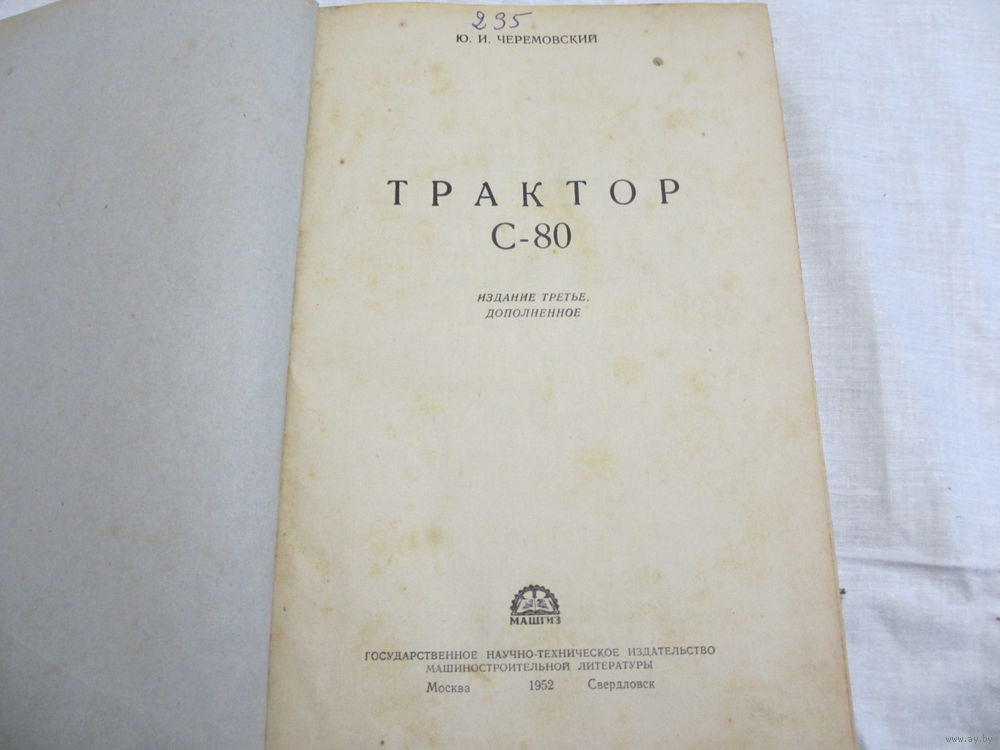 295
Ю. И. ЧЕРЕМОВСКИЙ
ТРАКТОР
С-80
ИЗДАНИЕ ТРЕТЬЕ,
ДОПОЛНЕННОЕ
МАШГИЗ
ГОСУДАРСТВЕННОЕ НАУЧНО-ТЕХНИЧЕСКОЕ ИЗДАТЕЛЬСТВО
МАШИНОСТРОИТЕЛЬНОЙ ЛИТЕРАТУРЫ
Москва 1952 Свердловск
www.ay.by